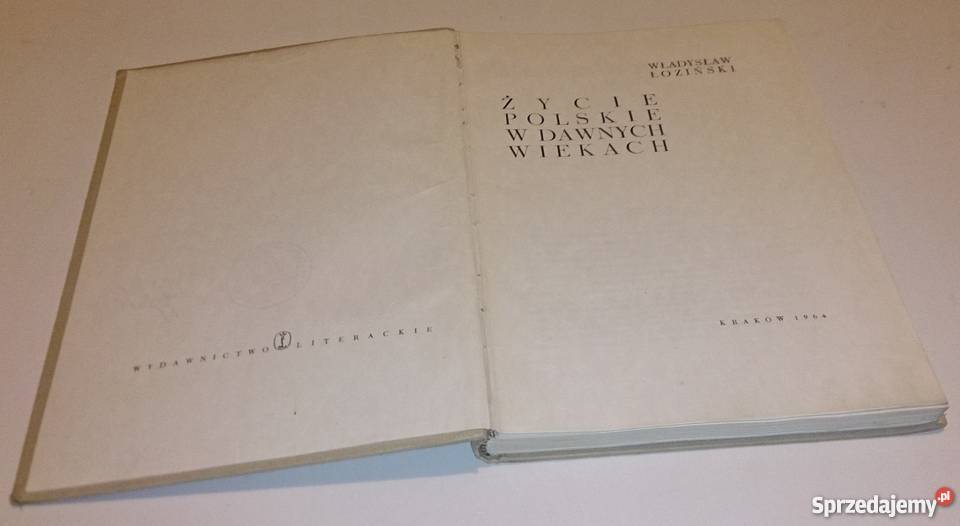 WYDAWNICTWO LITERACKIE
WŁADYSŁAW
ŁOZIŃSKI
ŻYCIE
POLSKIE
W DAWNYCH
WIEKACH
KRAKÓW 1964
Sprzedajemy.pl